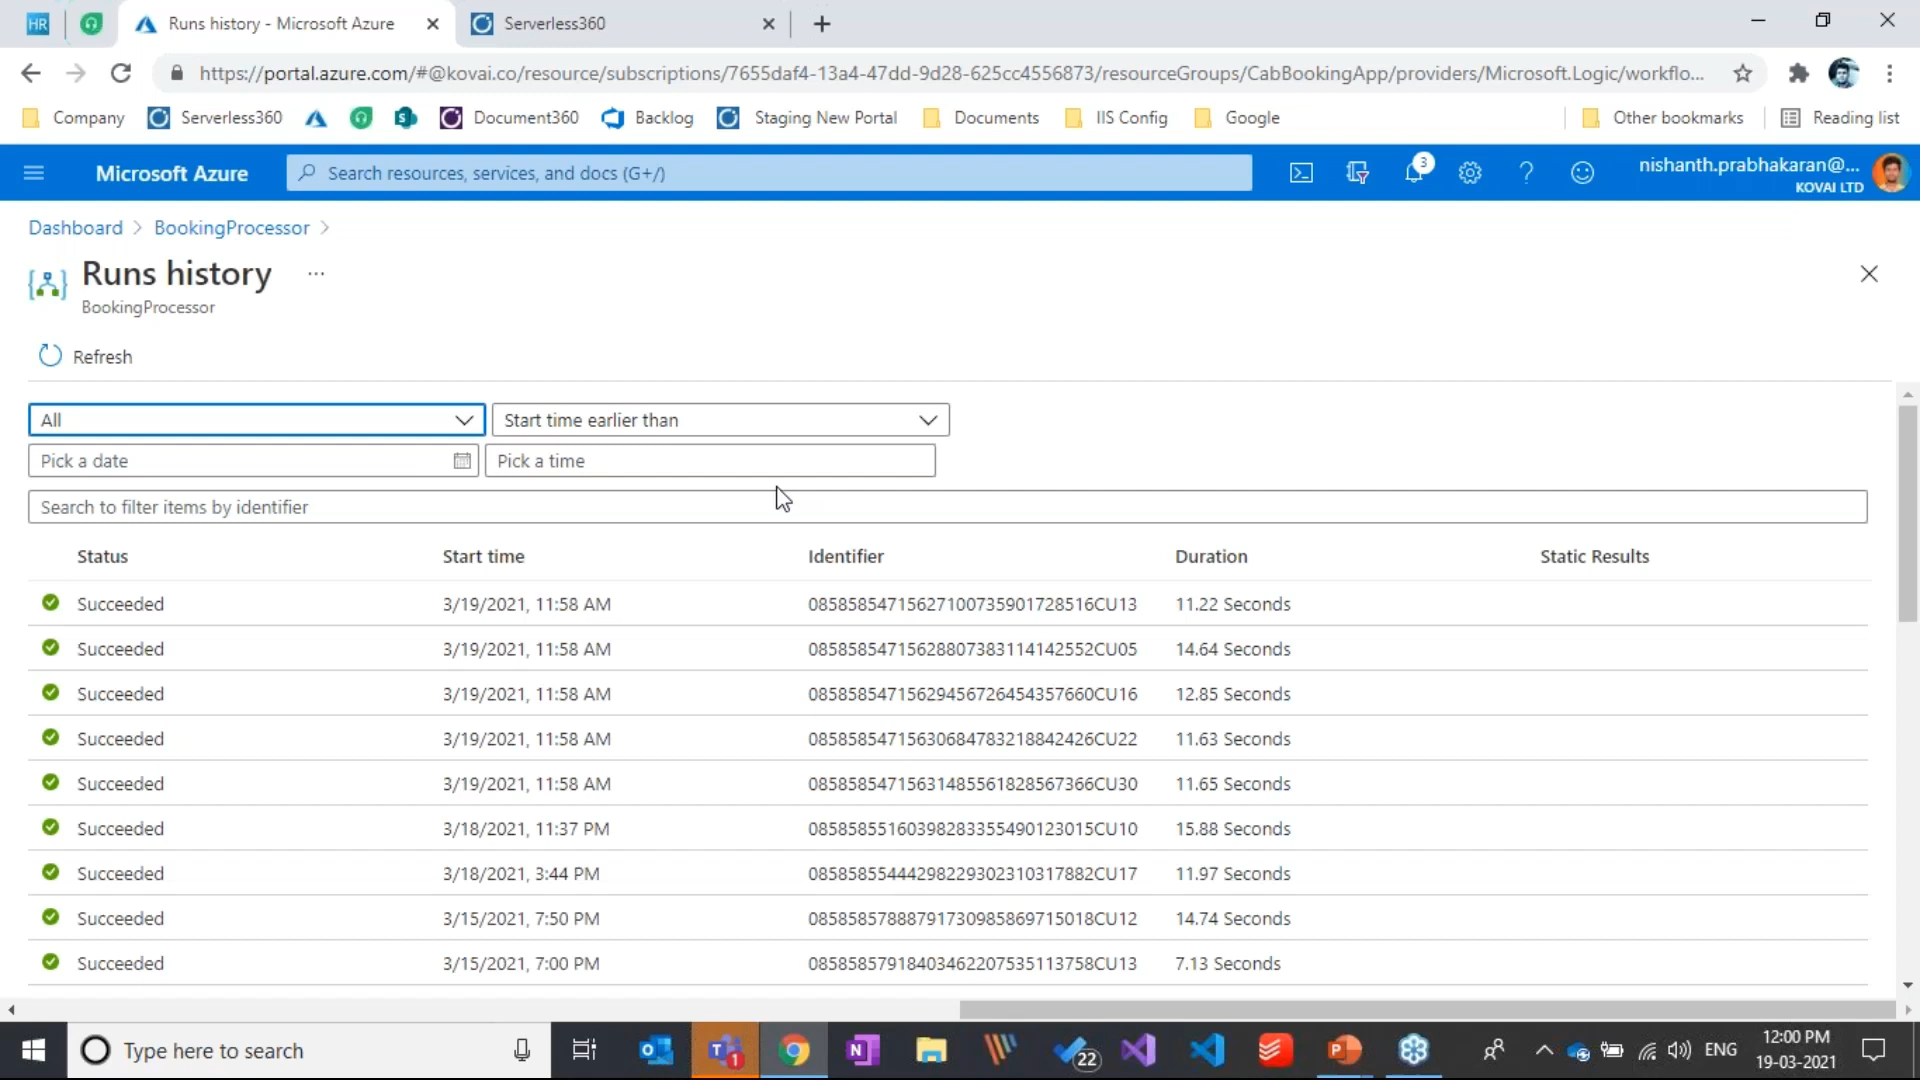 HR Runs history - Microsoft Azure Serverless360
https://portal.azure.com/#@kovai.co/resource/subscriptions/7655daf4-13a4-47dd-9d28-625cc4556873/resourceGroups/CabBookingApp/providers/Microsoft.Logic/workflo...
Company Serverless360 S Document360 Backlog Staging New Portal Documents IIS Config Google Other bookmarks Reading list
Microsoft Azure Search resources, services, and docs (G+/) 3 nishanth.prabhakaran@...
KOVAI LTD
Dashboard > BookingProcessor >
Runs history ...
BookingProcessor
Refresh
All Start time earlier than
Pick a date Pick a time
Search to filter items by identifier
Status Start time Identifier Duration Static Results
Succeeded 3/19/2021, 11:58 AM 08585854715627100735901728516CU13 11.22 Seconds
Succeeded 3/19/2021, 11:58 AM 08585854715628807383114142552CU05 14.64 Seconds
Succeeded 3/19/2021, 11:58 AM 08585854715629456726454357660CU16 12.85 Seconds
Succeeded 3/19/2021, 11:58 AM 08585854715630684783218842426CU22 11.63 Seconds
Succeeded 3/19/2021, 11:58 AM 08585854715631485561828567366CU30 11.65 Seconds
Succeeded 3/18/2021, 11:37 PM 08585855160398283355490123015CU10 15.88 Seconds
Succeeded 3/18/2021, 3:44 PM 08585855444298229302310317882CU17 11.97 Seconds
Succeeded 3/15/2021, 7:50 PM 08585857888791730985869715018CU12 14.74 Seconds
Succeeded 3/15/2021, 7:00 PM 08585857918403462207535113758CU13 7.13 Seconds
Type here to search 1 22 ENG 12:00 PM
19-03-2021